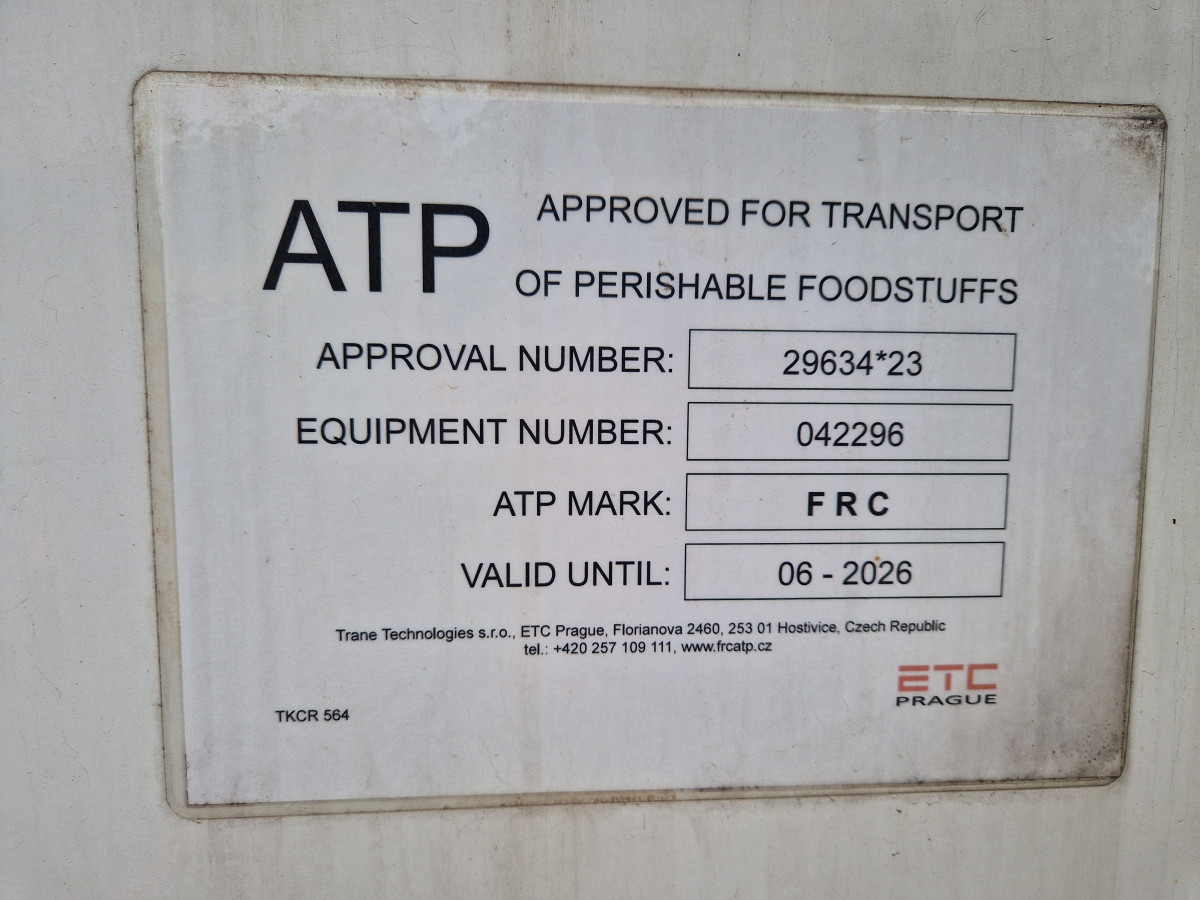 ATP
APPROVED FOR TRANSPORT
OF PERISHABLE FOODSTUFFS
APPROVAL NUMBER: 29634*23
EQUIPMENT NUMBER: 042296
ATP MARK: F R C
VALID UNTIL: 06 - 2026
Trane Technologies s.r.o., ETC Prague, Florianova 2460, 253 01 Hostivice, Czech Republic
tel.: +420 257 109 111, www.frcatp.cz
ETC
PRAGUE
TKCR 564